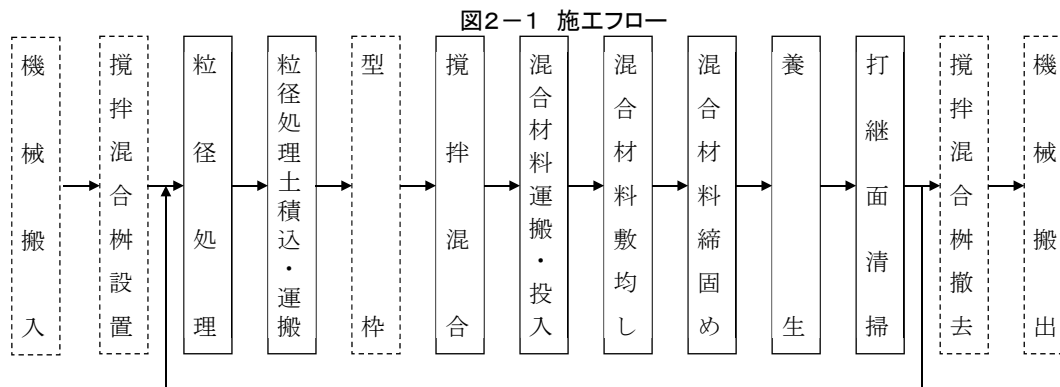 図2－1 施工フロー
機械搬入
撹拌混合桝設置
粒径処理
粒径処理土積込・運搬
型枠
撹拌混合
混合材料運搬・投入
混合材料敷均し
混合材料締固め
養生
打継面清掃
撹拌混合桝撤去
機械搬出